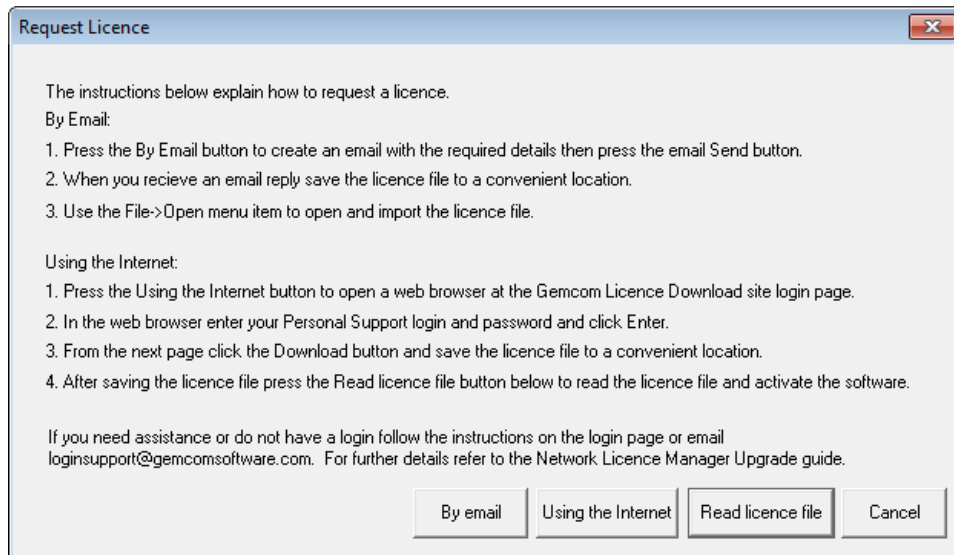 Request Licence
The instructions below explain how to request a licence.
By Email:
1. Press the By Email button to create an email with the required details then press the email Send button.
2. When you recieve an email reply save the licence file to a convenient location.
3. Use the File->Open menu item to open and import the licence file.
Using the Internet:
1. Press the Using the Internet button to open a web browser at the Gemcom Licence Download site login page.
2. In the web browser enter your Personal Support login and password and click Enter.
3. From the next page click the Download button and save the licence file to a convenient location.
4. After saving the licence file press the Read licence file button below to read the licence file and activate the software.
If you need assistance or do not have a login follow the instructions on the login page or email
loginsupport@gemcomsoftware.com.  For further details refer to the Network Licence Manager Upgrade guide.
By email
Using the Internet
Read licence file
Cancel